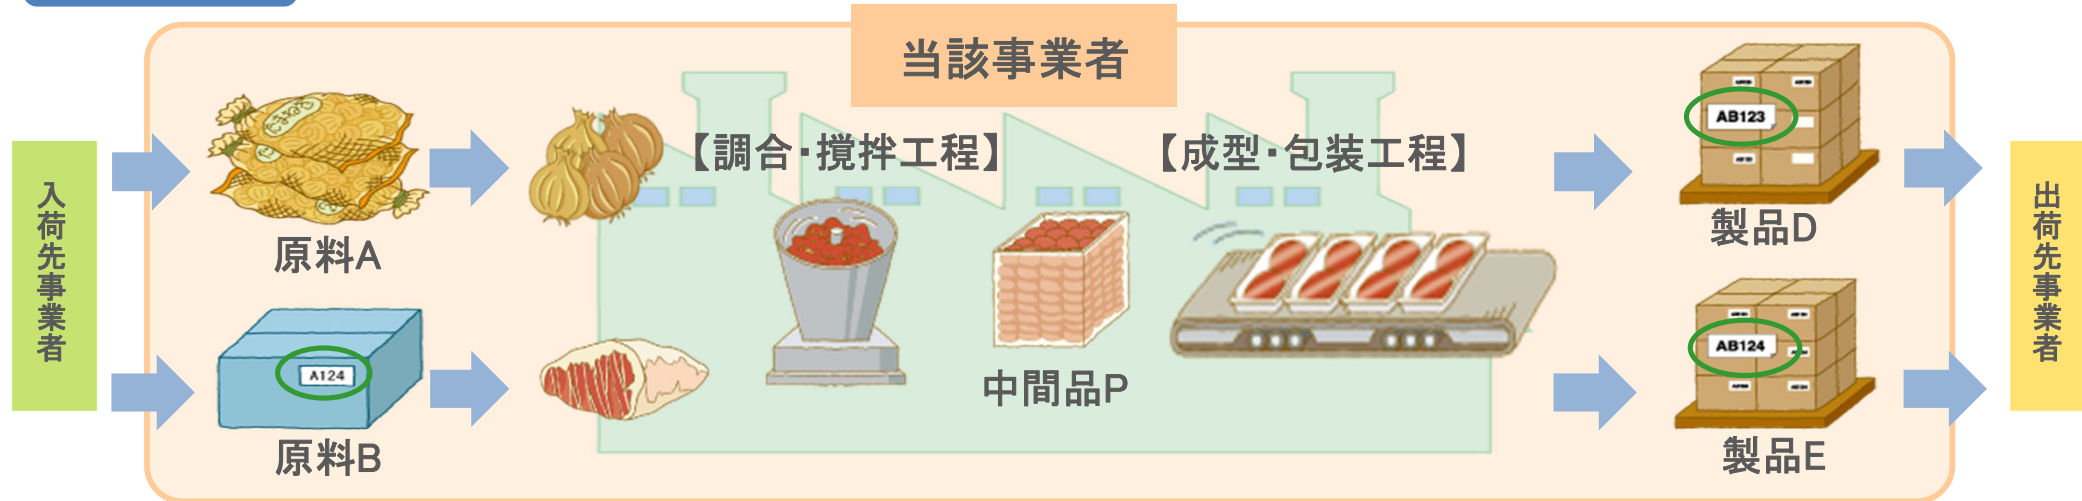 当該事業者
入荷先事業者
原料A
A124
原料B
【調合・撹拌工程】
中間品P
【成型・包装工程】
AB123
製品D
AB124
製品E
出荷先事業者